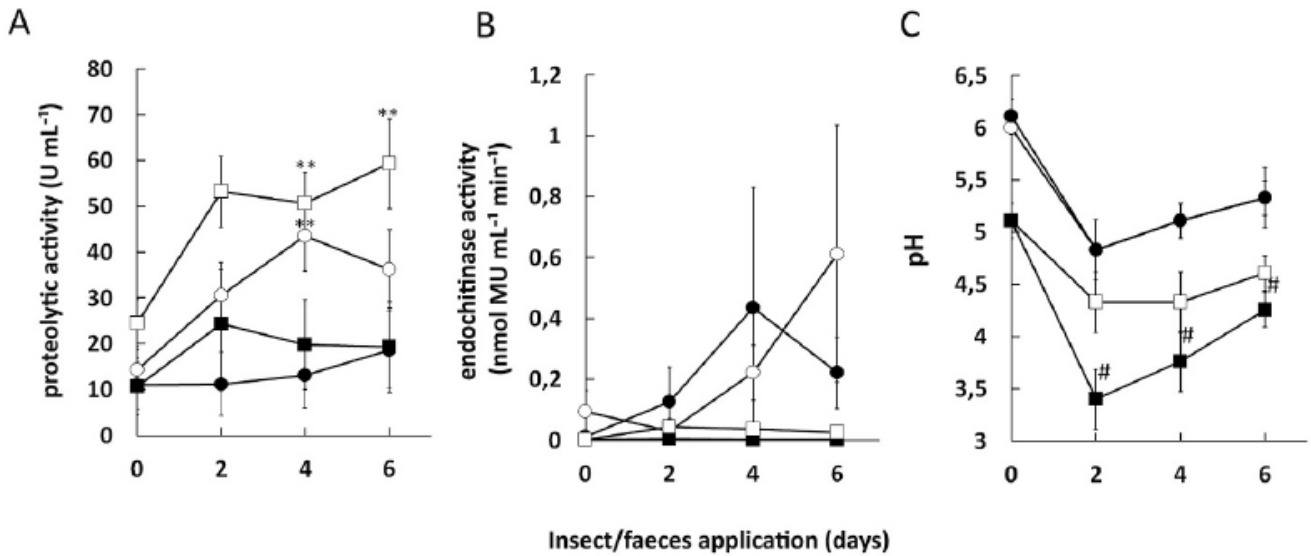 A
proteolytic activity (U mL⁻¹)
80
70
60
50
40
30
20
10
0
** ** **
0 2 4 6
B
endochitinase activity
(nmol MU mL⁻¹ min⁻¹)
1,2
1
0,8
0,6
0,4
0,2
0
0 2 4 6
C
pH
6,5
6
5,5
5
4,5
4
3,5
3
# # #
0 2 4 6
Insect/faeces application (days)